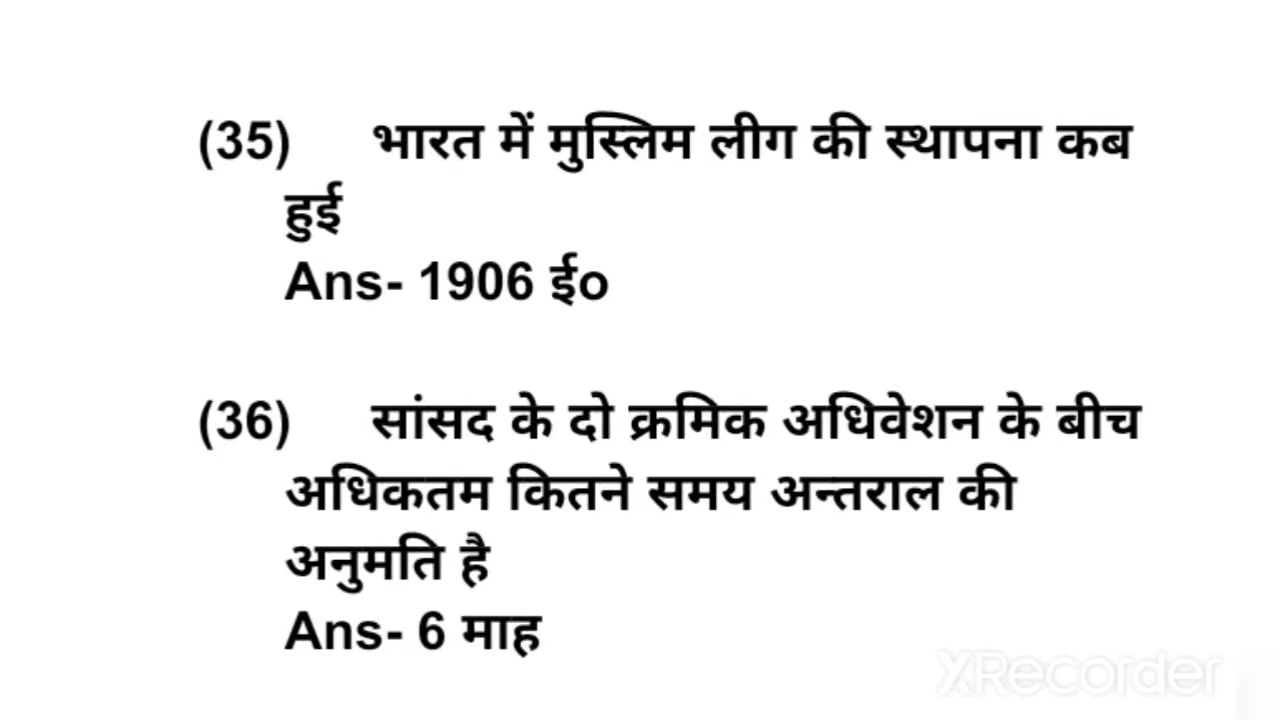 (35) भारत में मुस्लिम लीग की स्थापना कब
हुई
Ans- 1906 ईo
(36) सांसद के दो क्रमिक अधिवेशन के बीच
अधिकतम कितने समय अन्तराल की
अनुमति है
Ans- 6 माह
XRecorder